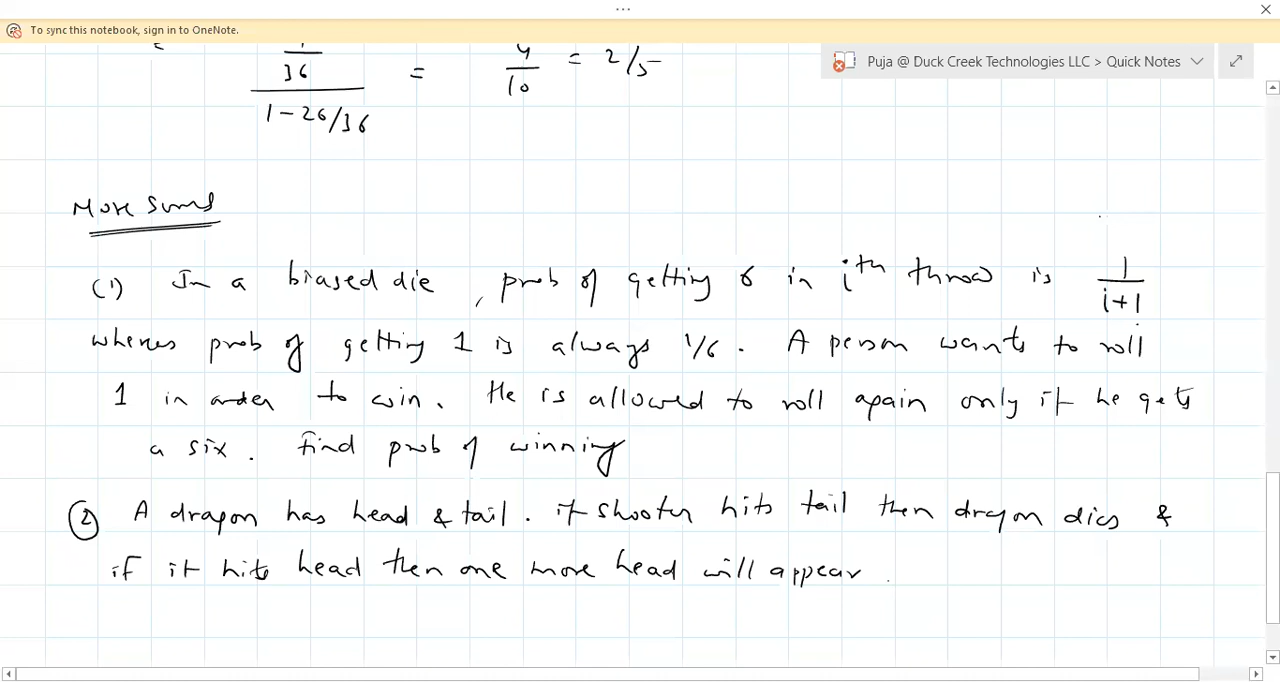 To sync this notebook, sign in to OneNote.
Puja @ Duck Creek Technologies LLC > Quick Notes
36 = 4/10 = 2/5
1 - 26/36
More Sums
(1) In a biased die, prob of getting 6 in ith throw is 1/i+1
wheres prob of getting 1 is always 1/6. A person wants to roll
1 in order to win. He is allowed to roll again only if he gets
a six. Find prob of winning
(2) A dragon has head & tail. if shooter hits tail then dragon dies &
if it hits head then one more head will appear.